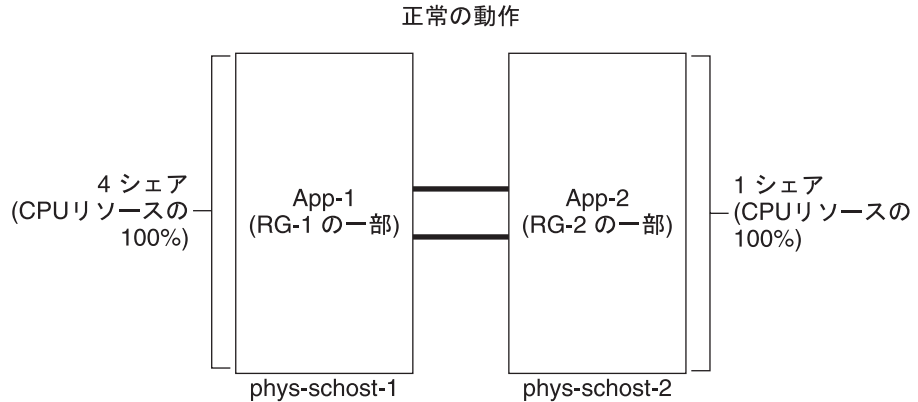 正常の動作
4 シェア
(CPUリソースの
100%)
App-1
(RG-1 の一部)
App-2
(RG-2 の一部)
1 シェア
(CPUリソースの
100%)
phys-schost-1
phys-schost-2